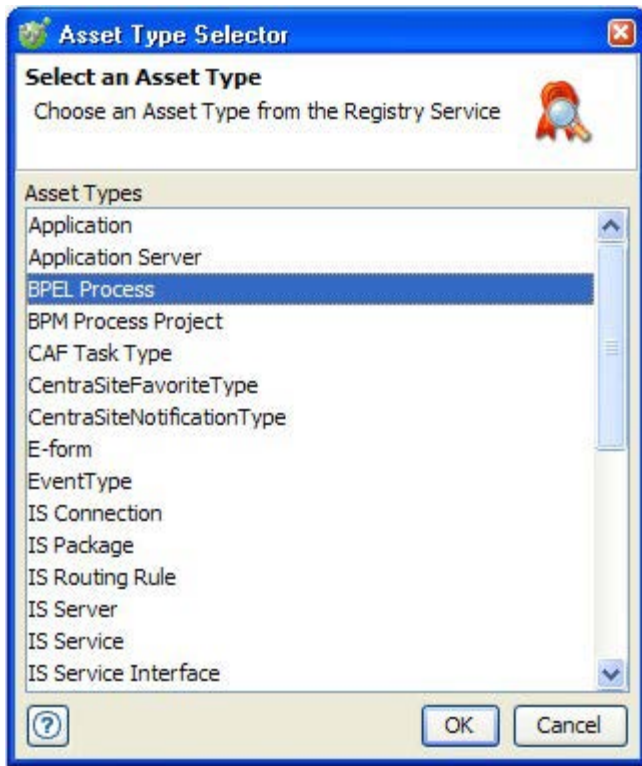 Asset Type Selector
Select an Asset Type
Choose an Asset Type from the Registry Service
Asset Types
Application
Application Server
BPEL Process
BPM Process Project
CAF Task Type
CentraSiteFavoriteType
CentraSiteNotificationType
E-form
EventType
IS Connection
IS Package
IS Routing Rule
IS Server
IS Service
IS Service Interface
?
OK
Cancel